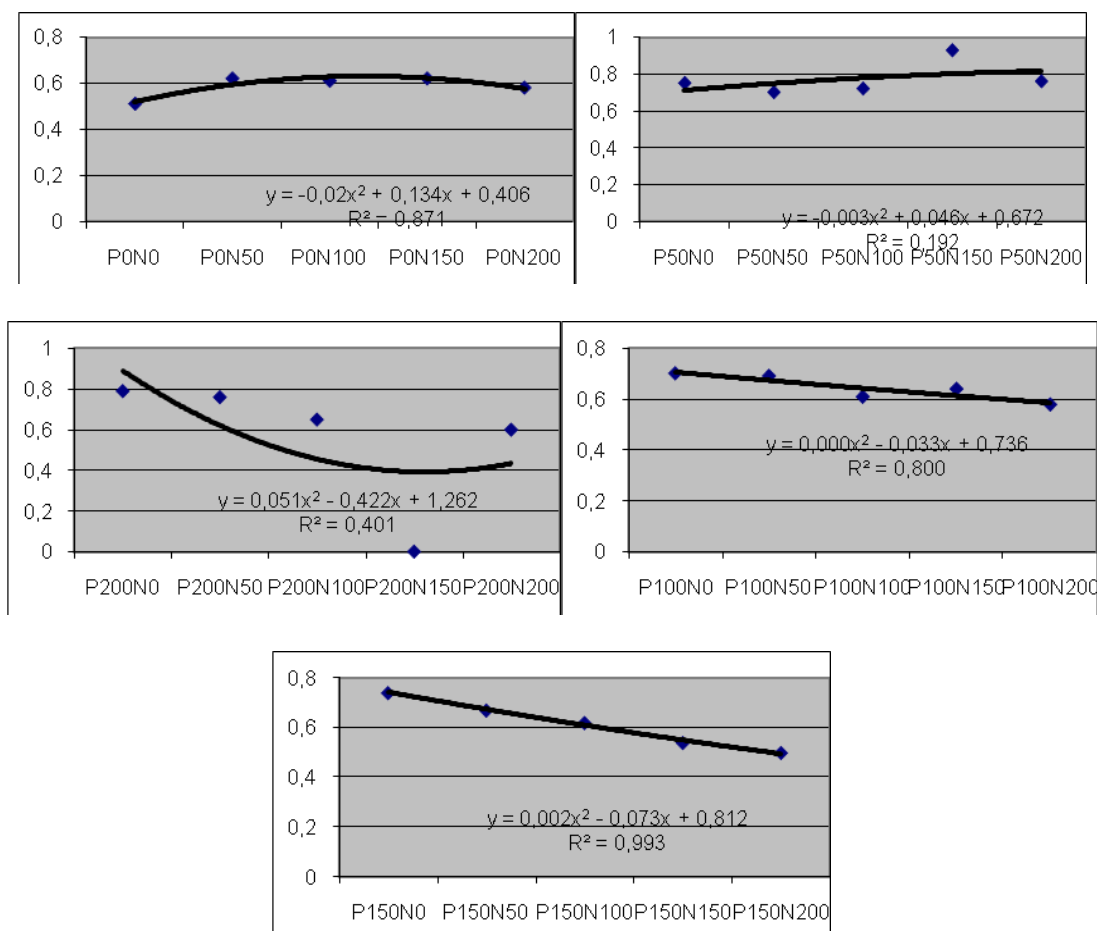 0,8
0,6
0,4
0,2
0
y = -0,02x² + 0,134x + 0,406
R² = 0,871
P0N0 P0N50 P0N100 P0N150 P0N200
1
0,8
0,6
0,4
0,2
0
y = -0,003x² + 0,046x + 0,672
R² = 0,192
P50N0 P50N50 P50N100 P50N150 P50N200
1
0,8
0,6
0,4
0,2
0
y = 0,051x² - 0,422x + 1,262
R² = 0,401
P200N0 P200N50 P200N100 P200N150 P200N200
0,8
0,6
0,4
0,2
0
y = 0,000x² - 0,033x + 0,736
R² = 0,800
P100N0 P100N50 P100N100 P100N150 P100N200
0,8
0,6
0,4
0,2
0
y = 0,002x² - 0,073x + 0,812
R² = 0,993
P150N0 P150N50 P150N100 P150N150 P150N200